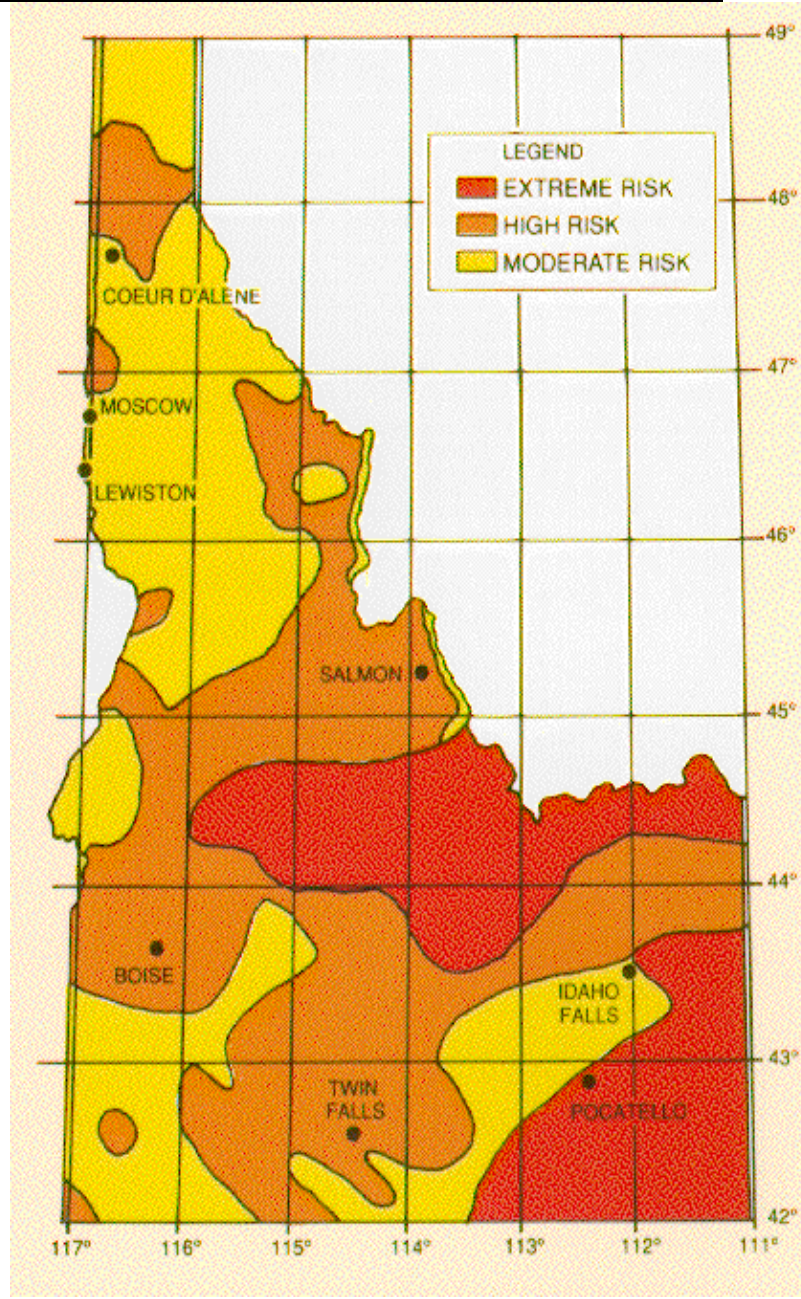 49°
LEGEND
EXTREME RISK
HIGH RISK
MODERATE RISK
48°
COEUR D'ALENE
47°
MOSCOW
LEWISTON
46°
SALMON
45°
44°
BOISE
IDAHO
FALLS
43°
TWIN
FALLS
POCATELLO
42°
117°
116°
115°
114°
113°
112°
111°